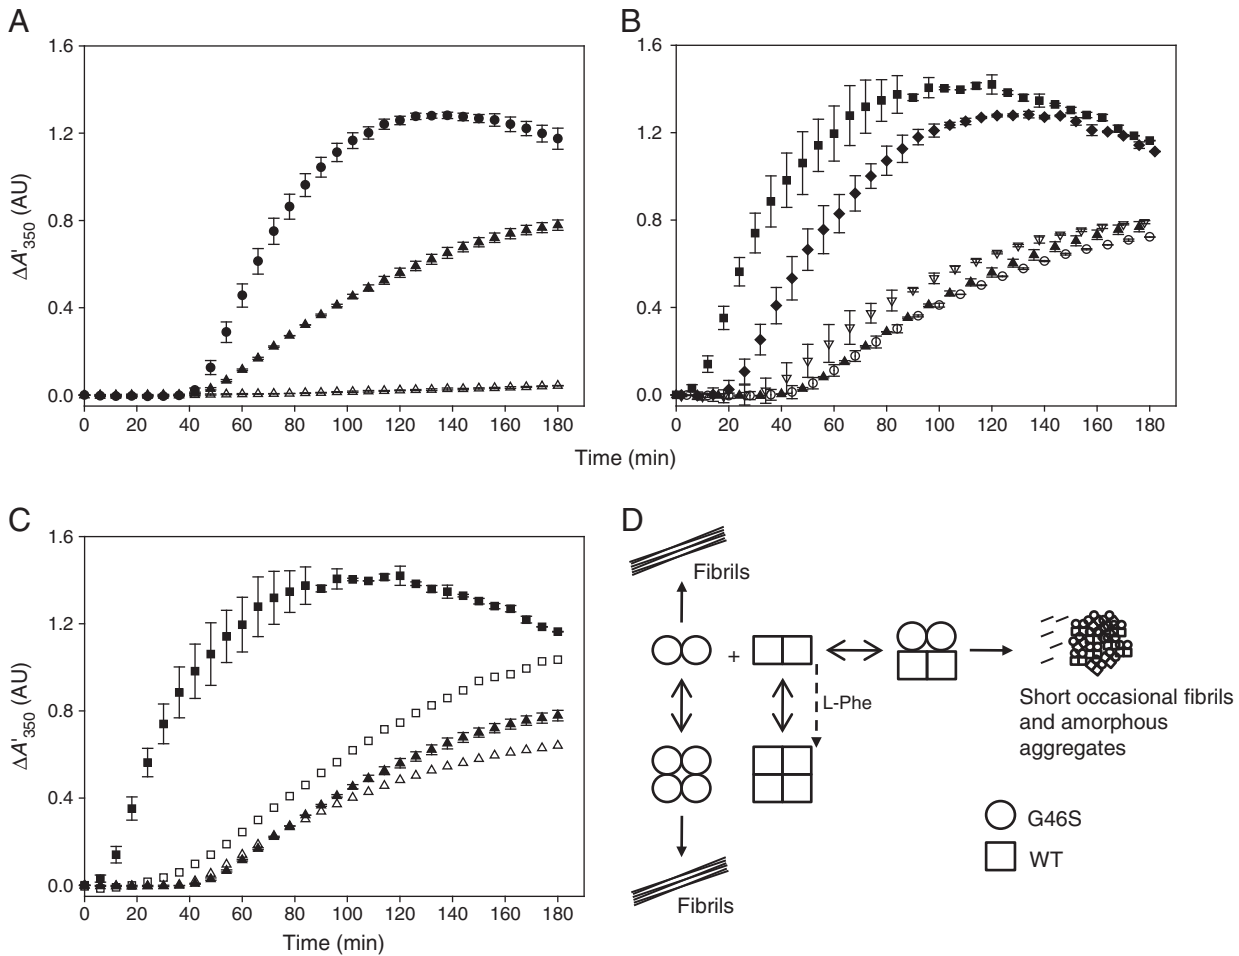 A
B
1.6
1.2
0.8
0.4
0.0
ΔA'350 (AU)
0 20 40 60 80 100 120 140 160 180
1.6
1.2
0.8
0.4
0.0
0 20 40 60 80 100 120 140 160 180
Time (min)
C
1.6
1.2
0.8
0.4
0.0
ΔA'350 (AU)
0 20 40 60 80 100 120 140 160 180
Time (min)
D
Fibrils
+
L-Phe
Short occasional fibrils
and amorphous
aggregates
G46S
WT
Fibrils